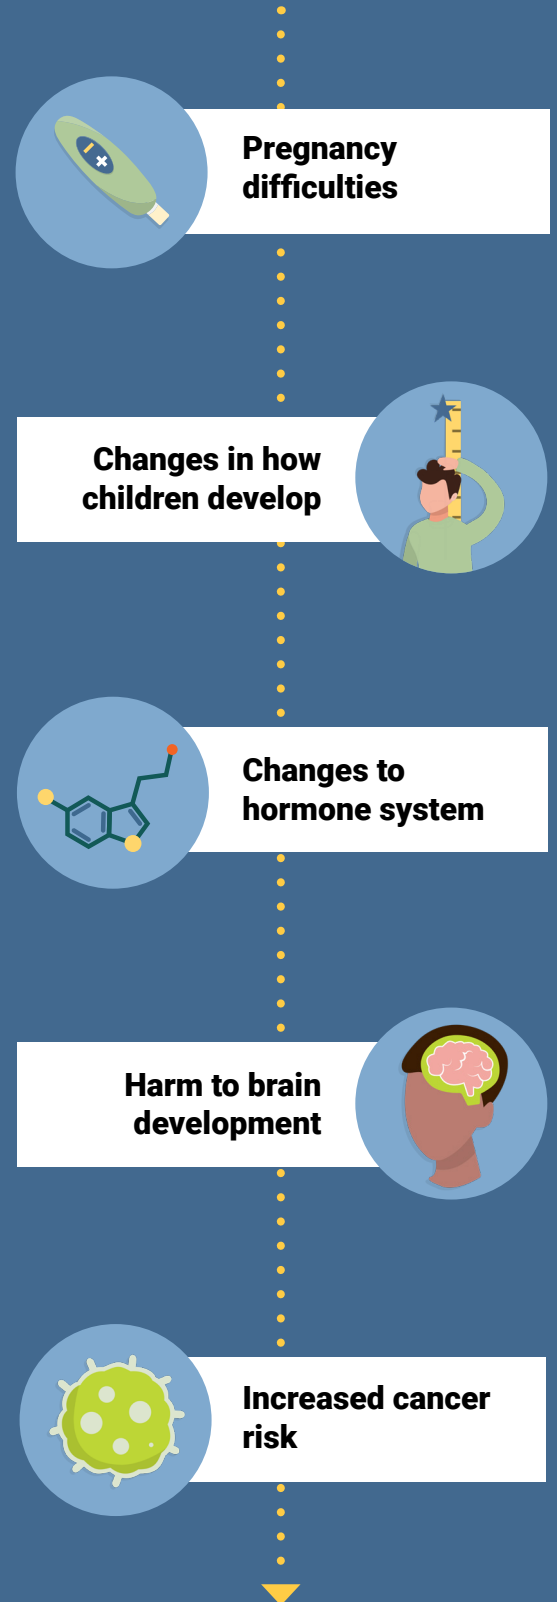 Pregnancy
difficulties
Changes in how
children develop
Changes to
hormone system
Harm to brain
development
Increased cancer
risk